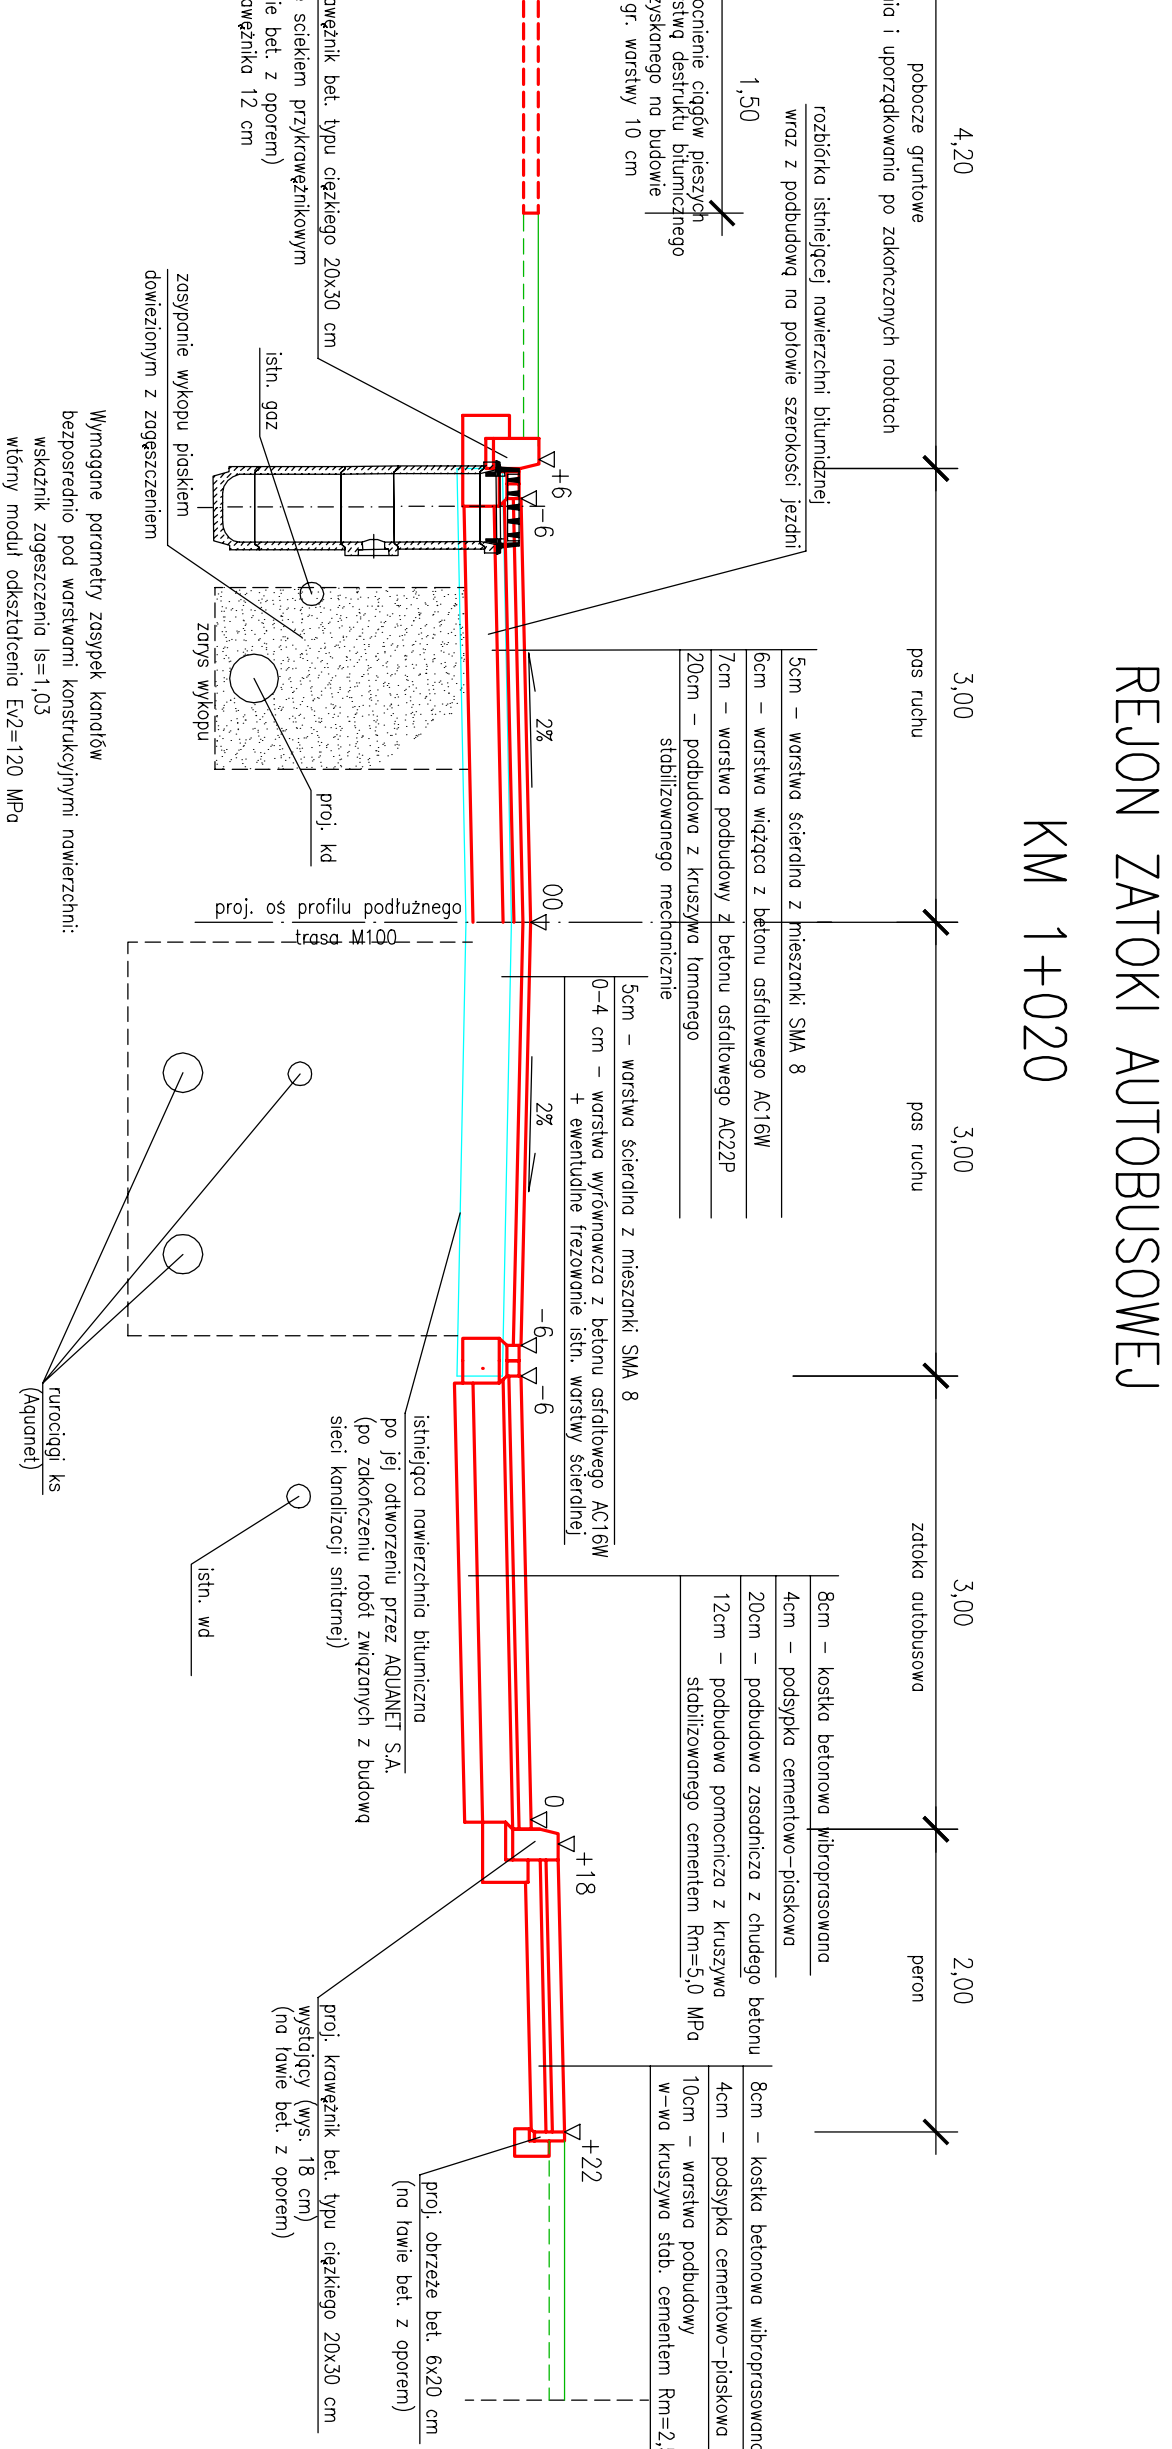 REJON ZATOKI AUTOBUSOWEJ
KM 1+020
4,20
3,00
3,00
3,00
2,00
pobocze gruntowe
i uporządkowania po zakończonych robotach
pas ruchu
pas ruchu
zatoka autobusowa
peron
rozbiórka istniejącej nawierzchni bitumicznej
wraz z podbudową na połowie szerokości jezdni
1,50
ciągów pieszych
destruktu bitumicznego
na budowie
gr. warstwy 10 cm
5cm – warstwa ścieralna z mieszanki SMA 8
6cm – warstwa wiążąca z betonu asfaltowego AC16W
7cm – warstwa podbudowy z betonu asfaltowego AC22P
20cm – podbudowa z kruszywa łamanego
stabilizowanego mechanicznie
5cm – warstwa ścieralna z mieszanki SMA 8
0–4 cm – warstwa wyrównawcza z betonu asfaltowego AC16W
+ ewentualne frezowanie istn. warstwy ścieralnej
8cm – kostka betonowa wibroprasowana
4cm – podsypka cementowo–piaskowa
20cm – podbudowa zasadnicza z chudego betonu
12cm – podbudowa pomocnicza z kruszywa
stabilizowanego cementem Rm=5,0 MPa
8cm – kostka betonowa wibroprasowana
4cm – podsypka cementowo–piaskowa
10cm – warstwa podbudowy
w–wa kruszywa stab. cementem Rm=2,
+6
–6
2%
00
2%
–6
–6
0
+18
+22
bet. typu ciężkiego 20x30 cm
sciekiem przykrawężnikowym
bet. z oporem)
12 cm
istn. gaz
zasypanie wykopu piaskiem
dowiezionym z zagęszczeniem
zarys wykopu
proj. kd
proj. oś profilu podłużnego
trasa M100
Wymagane parametry zasypek kanałów
bezposrednio pod warstwami konstrukcyjnymi nawierzchni:
wskaźnik zagęszczenia Is=1,03
wtórny moduł odkształcenia Ev2=120 MPa
rurociągi ks
(Aquanet)
istniejąca nawierzchnia bitumiczna
po jej odtworzeniu przez AQUANET S.A.
(po zakończeniu robót związanych z budową
sieci kanalizacji snitarnej)
istn. wd
proj. krawężnik bet. typu ciężkiego 20x30 cm
wystający (wys. 18 cm)
(na ławie bet. z oporem)
proj. obrzeże bet. 6x20 cm
(na ławie bet. z oporem)